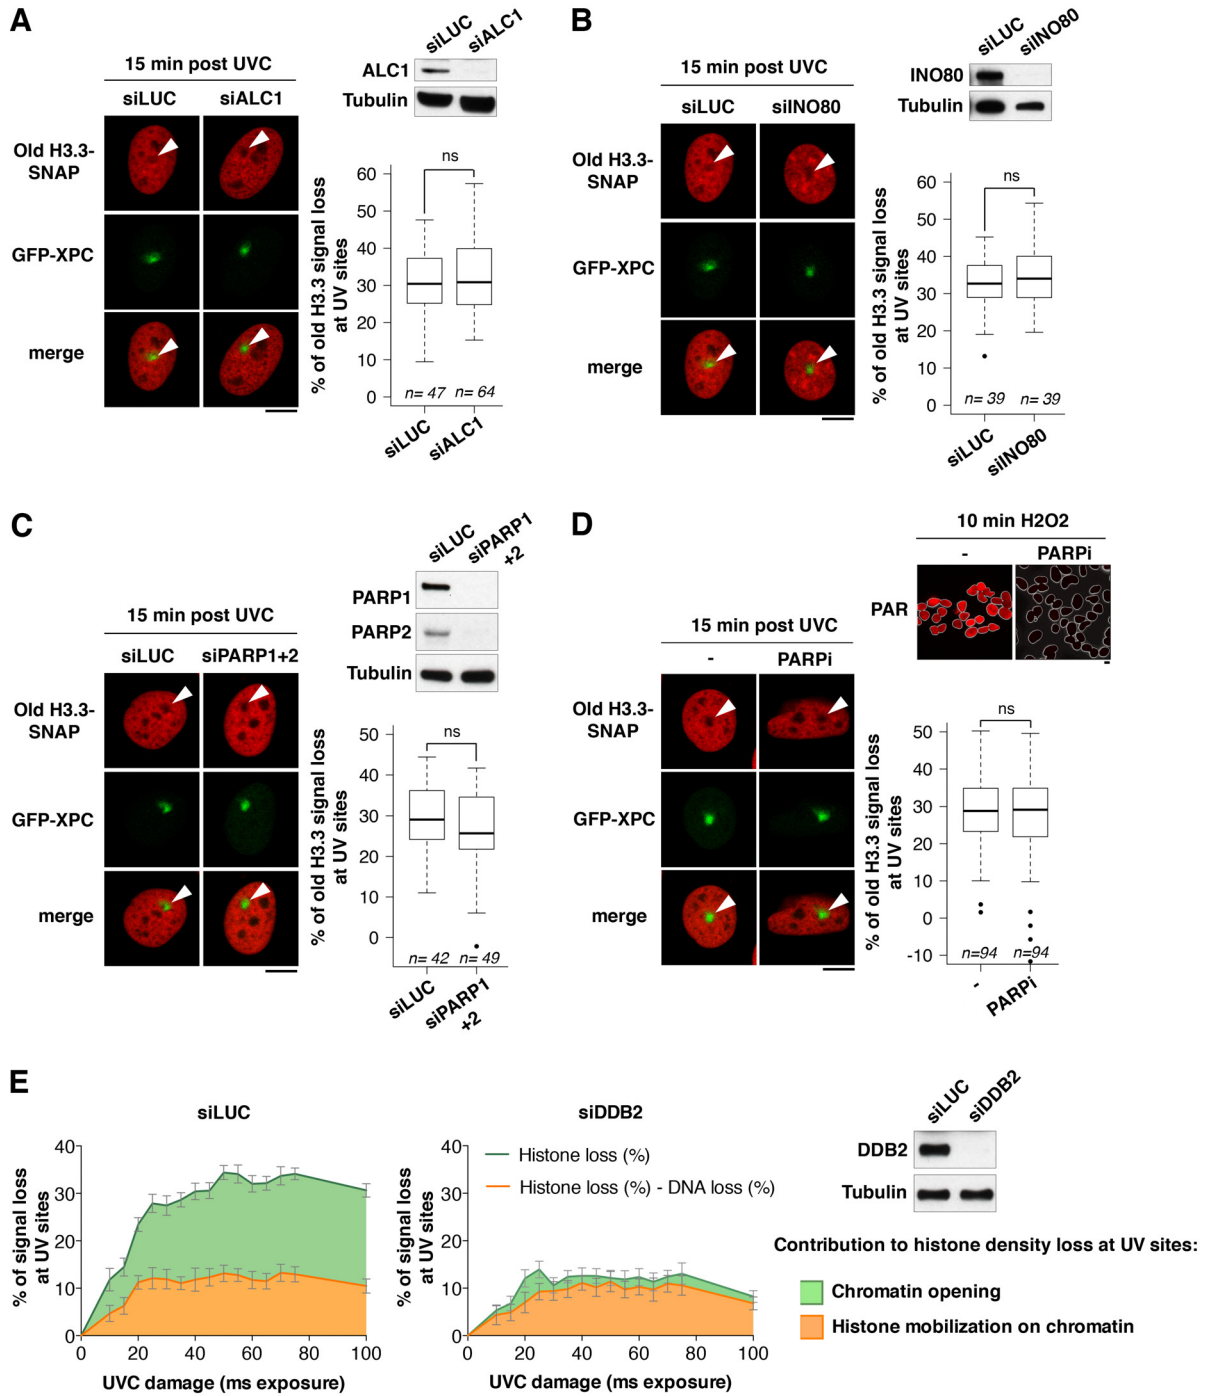 A
15 min post UVC
siLUC siALC1
Old H3.3-
SNAP
GFP-XPC
merge
siLUC siALC1
ALC1
Tubulin
% of old H3.3 signal loss
at UV sites
60
50
40
30
20
10
0
ns
n= 47 n= 64
siLUC siALC1
B
15 min post UVC
siLUC siINO80
Old H3.3-
SNAP
GFP-XPC
merge
siLUC siINO80
INO80
Tubulin
% of old H3.3 signal loss
at UV sites
60
50
40
30
20
10
0
ns
n= 39 n= 39
siLUC siINO80
C
15 min post UVC
siLUC siPARP1+2
Old H3.3-
SNAP
GFP-XPC
merge
siLUC siPARP1
+2
PARP1
PARP2
Tubulin
% of old H3.3 signal loss
at UV sites
50
40
30
20
10
0
ns
n= 42 n= 49
siLUC siPARP1
+2
D
15 min post UVC
- PARPi
Old H3.3-
SNAP
GFP-XPC
merge
10 min H2O2
- PARPi
PAR
% of old H3.3 signal loss
at UV sites
50
40
30
20
10
0
-10
ns
n=94 n=94
- PARPi
E
siLUC
% of signal loss
at UV sites
40
30
20
10
0
0 20 40 60 80 100
UVC damage (ms exposure)
siDDB2
% of signal loss
at UV sites
40
30
20
10
0
0 20 40 60 80 100
UVC damage (ms exposure)
Histone loss (%)
Histone loss (%) - DNA loss (%)
siLUC siDDB2
DDB2
Tubulin
Contribution to histone density loss at UV sites:
Chromatin opening
Histone mobilization on chromatin